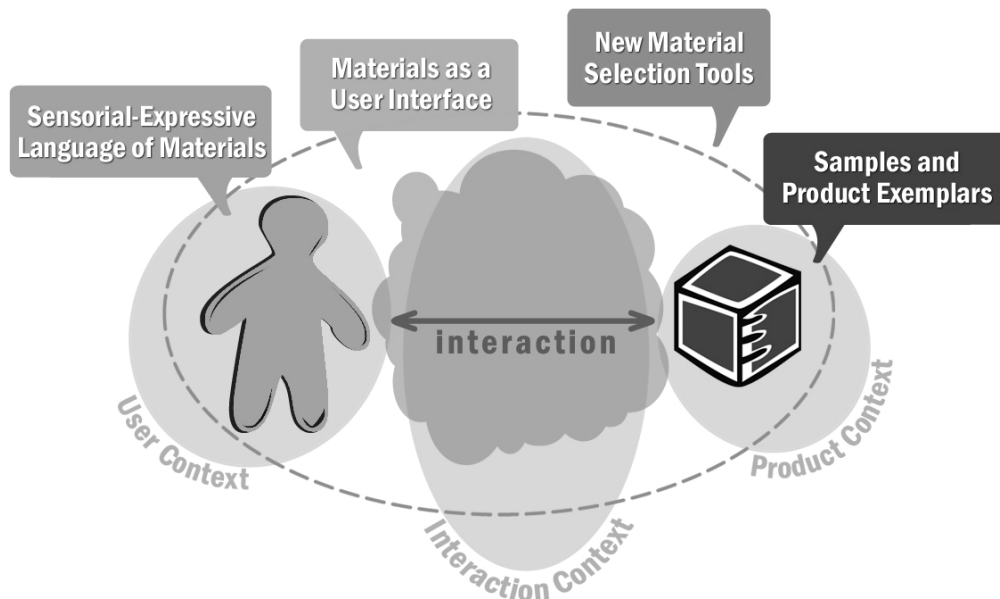 New Material
Selection Tools
Materials as a
User Interface
Sensorial-Expressive
Language of Materials
Samples and
Product Exemplars
interaction
User Context
Interaction Context
Product Context